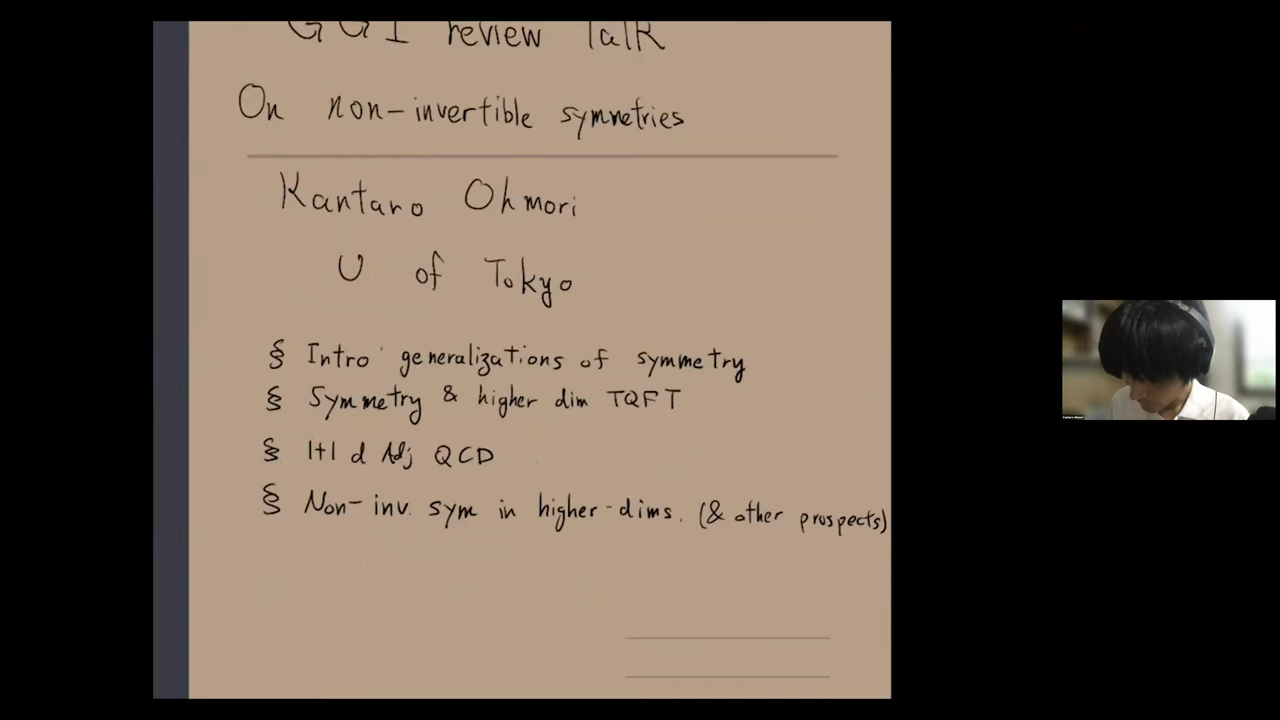 GGI review Talk
On non-invertible symmetries
Kantaro Ohmori
U of Tokyo
§ Intro generalizations of symmetry
§ Symmetry & higher dim TQFT
§ 1+1 d Adj QCD
§ Non-inv. sym in higher-dims. (& other prospects)